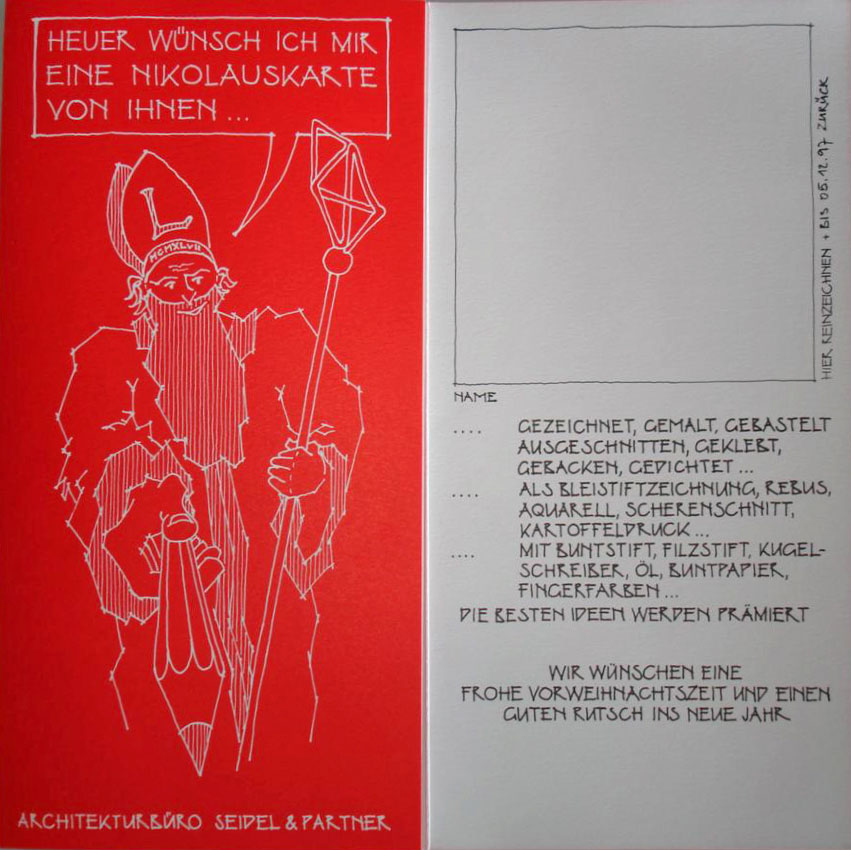 HEUER WÜNSCH ICH MIR
EINE NIKOLAUSKARTE
VON IHNEN ...
L
MCMXLVII
ARCHITEKTURBÜRO SEIDEL & PARTNER
HIER REINZEICHNEN + BIS 05.12.97 ZURÜCK
NAME
.... GEZEICHNET, GEMALT, GEBASTELT
AUSGESCHNITTEN, GEKLEBT,
GEBACKEN, GEDICHTET ...
.... ALS BLEISTIFTZEICHNUNG, REBUS,
AQUARELL, SCHERENSCHNITT,
KARTOFFELDRUCK ...
.... MIT BUNTSTIFT, FILZSTIFT, KUGEL-
SCHREIBER, ÖL, BUNTPAPIER,
FINGERFARBEN ...
DIE BESTEN IDEEN WERDEN PRÄMIERT
WIR WÜNSCHEN EINE
FROHE VORWEIHNACHTSZEIT UND EINEN
GUTEN RUTSCH INS NEUE JAHR